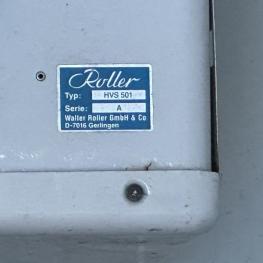 Roller
Typ: HVS 501
Serie: A
Walter Roller GmbH & Co
D-7016 Gerlingen